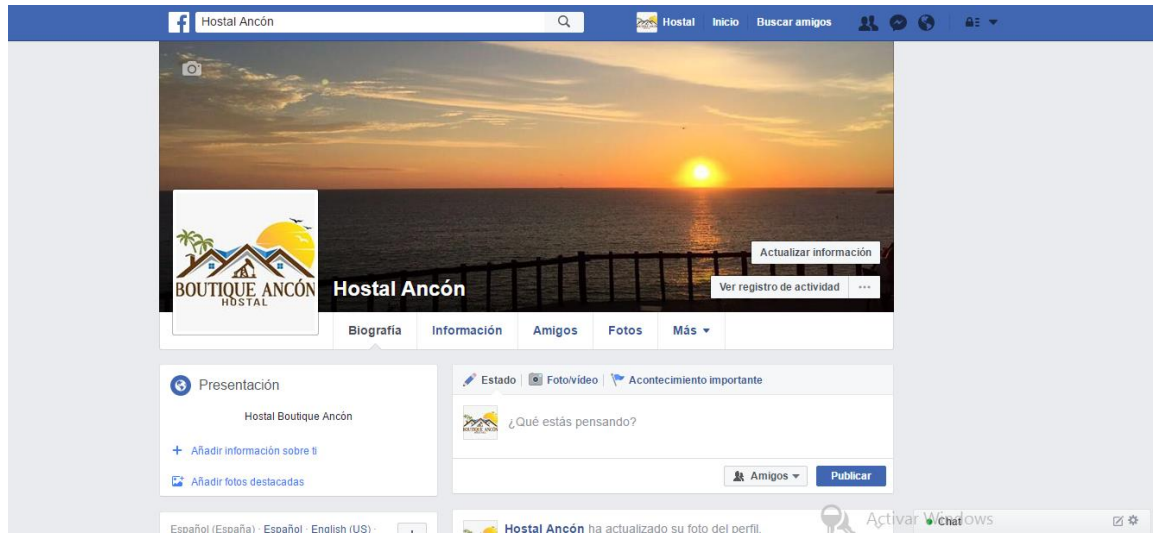 Hostal Ancón
Hostal Inicio Buscar amigos
Actualizar información
BOUTIQUE ANCÓN
HOSTAL
Hostal Ancón
Ver registro de actividad ...
Biografía Información Amigos Fotos Más
Presentación
Hostal Boutique Ancón
+ Añadir información sobre ti
Añadir fotos destacadas
Estado Foto/vídeo Acontecimiento importante
¿Qué estás pensando?
Amigos Publicar
Español (España) · Español · English (US) ·
+
Hostal Ancón ha actualizado su foto del perfil.
Activar Windows
Chat